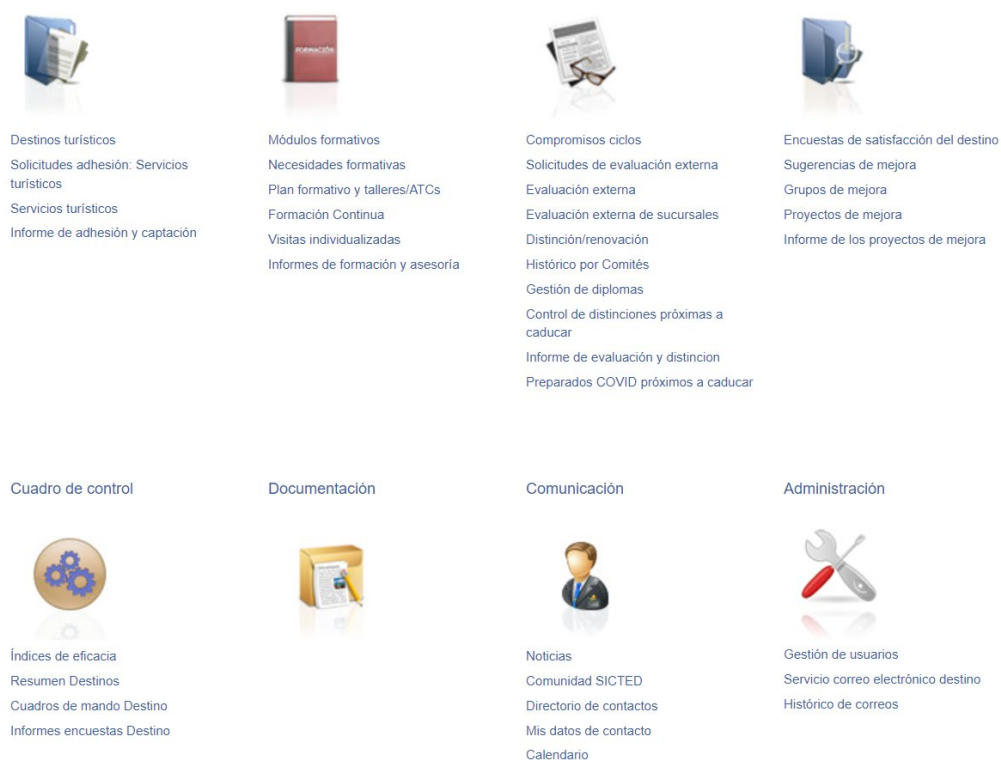 FORMACIÓN
Destinos turísticos
Solicitudes adhesión: Servicios
turísticos
Servicios turísticos
Informe de adhesión y captación
Módulos formativos
Necesidades formativas
Plan formativo y talleres/ATCs
Formación Continua
Visitas individualizadas
Informes de formación y asesoría
Compromisos ciclos
Solicitudes de evaluación externa
Evaluación externa
Evaluación externa de sucursales
Distinción/renovación
Histórico por Comités
Gestión de diplomas
Control de distinciones próximas a
caducar
Informe de evaluación y distincion
Preparados COVID próximos a caducar
Encuestas de satisfacción del destino
Sugerencias de mejora
Grupos de mejora
Proyectos de mejora
Informe de los proyectos de mejora
Cuadro de control
Índices de eficacia
Resumen Destinos
Cuadros de mando Destino
Informes encuestas Destino
Documentación
Comunicación
Noticias
Comunidad SICTED
Directorio de contactos
Mis datos de contacto
Calendario
Administración
Gestión de usuarios
Servicio correo electrónico destino
Histórico de correos